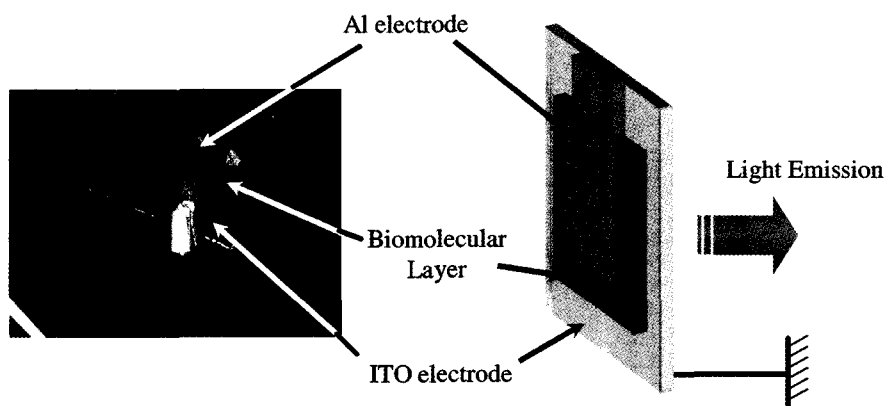 Al electrode
Light Emission
Biomolecular
Layer
ITO electrode